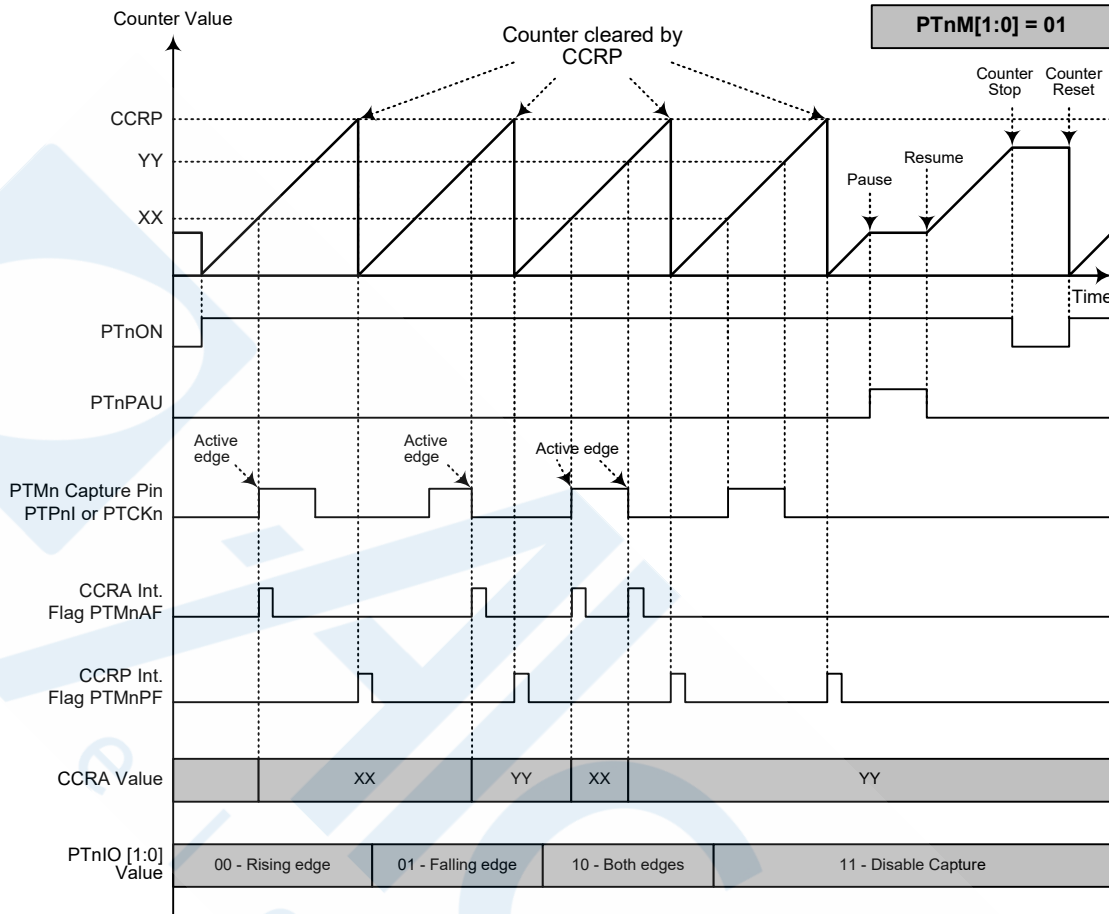 Counter Value
PTnM[1:0] = 01
Counter cleared by
CCRP
Counter
Stop
Counter
Reset
CCRP
YY
XX
Pause
Resume
Time
PTnON
PTnPAU
Active
edge
Active
edge
Active edge
PTMn Capture Pin
PTPnI or PTCKn
CCRA Int.
Flag PTMnAF
CCRP Int.
Flag PTMnPF
CCRA Value
XX
YY
XX
YY
PTnIO [1:0]
Value
00 - Rising edge
01 - Falling edge
10 - Both edges
11 - Disable Capture